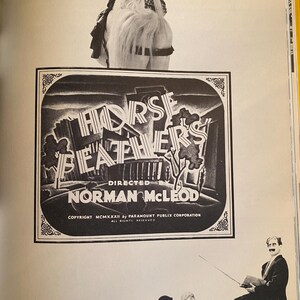 HORSE
FEATHERS
DIRECTED BY
NORMAN McLEOD
COPYRIGHT MCMXXXII by PARAMOUNT PUBLIX CORPORATION
ALL RIGHTS RESERVED